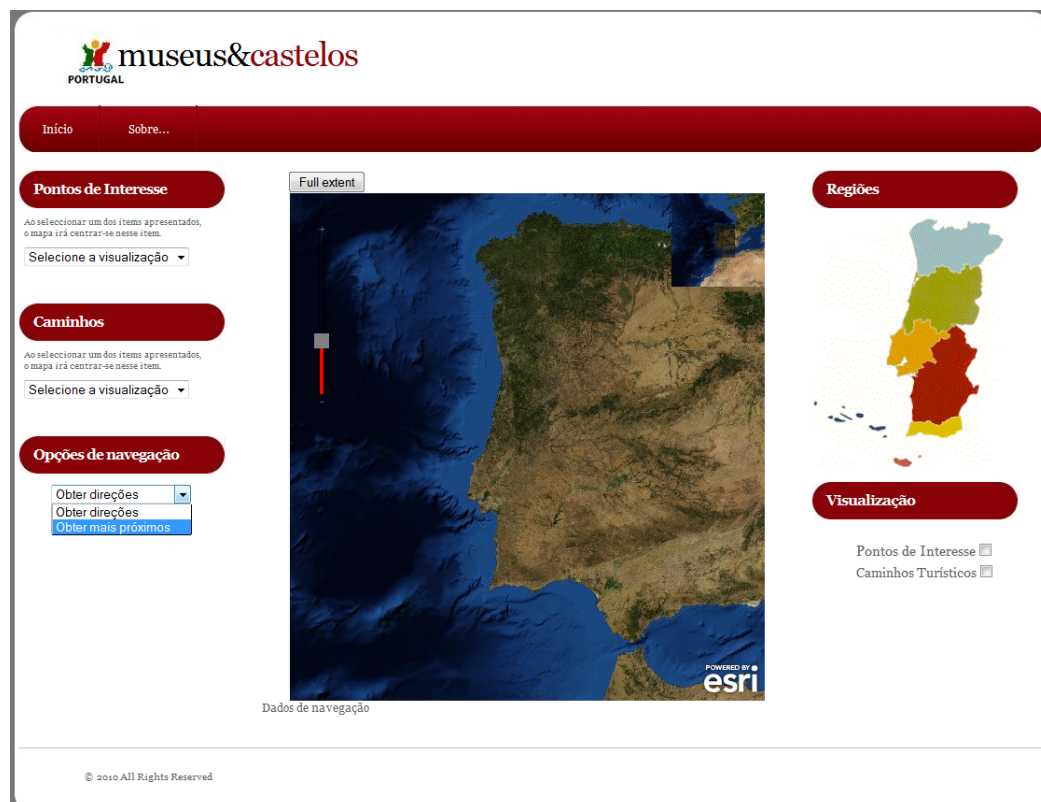 PORTUGAL
museus&castelos
Início
Sobre...
Pontos de Interesse
Ao seleccionar um dos items apresentados,
o mapa irá centrar-se nesse item.
Selecione a visualização
Caminhos
Ao seleccionar um dos items apresentados,
o mapa irá centrar-se nesse item.
Selecione a visualização
Opções de navegação
Obter direções
Obter direções
Obter mais próximos
Full extent
+
-
POWERED BY
esri
Dados de navegação
Regiões
Visualização
Pontos de Interesse
Caminhos Turísticos
© 2010 All Rights Reserved